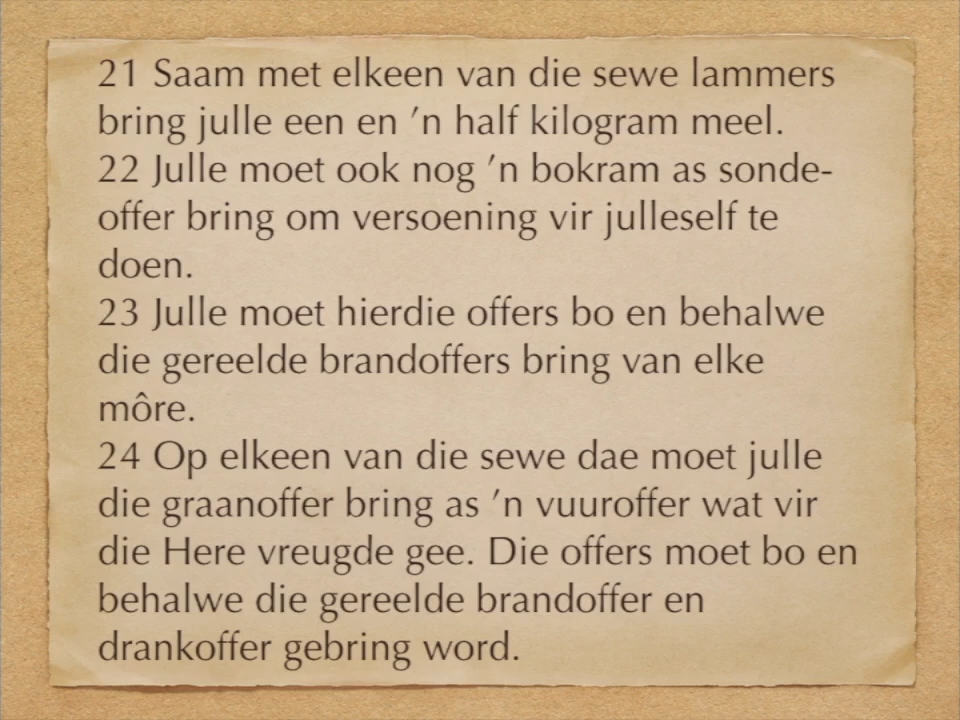 21 Saam met elkeen van die sewe lammers
bring julle een en ’n half kilogram meel.
22 Julle moet ook nog ’n bokram as sonde-
offer bring om versoening vir julleself te
doen.
23 Julle moet hierdie offers bo en behalwe
die gereelde brandoffers bring van elke
môre.
24 Op elkeen van die sewe dae moet julle
die graanoffer bring as ’n vuuroffer wat vir
die Here vreugde gee. Die offers moet bo en
behalwe die gereelde brandoffer en
drankoffer gebring word.